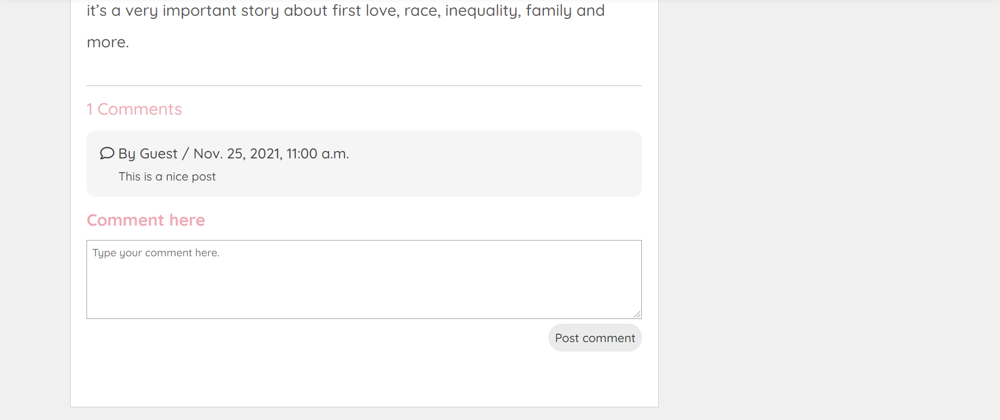 it’s a very important story about first love, race, inequality, family and
more.
1 Comments
By Guest / Nov. 25, 2021, 11:00 a.m.
This is a nice post
Comment here
Type your comment here.
Post comment